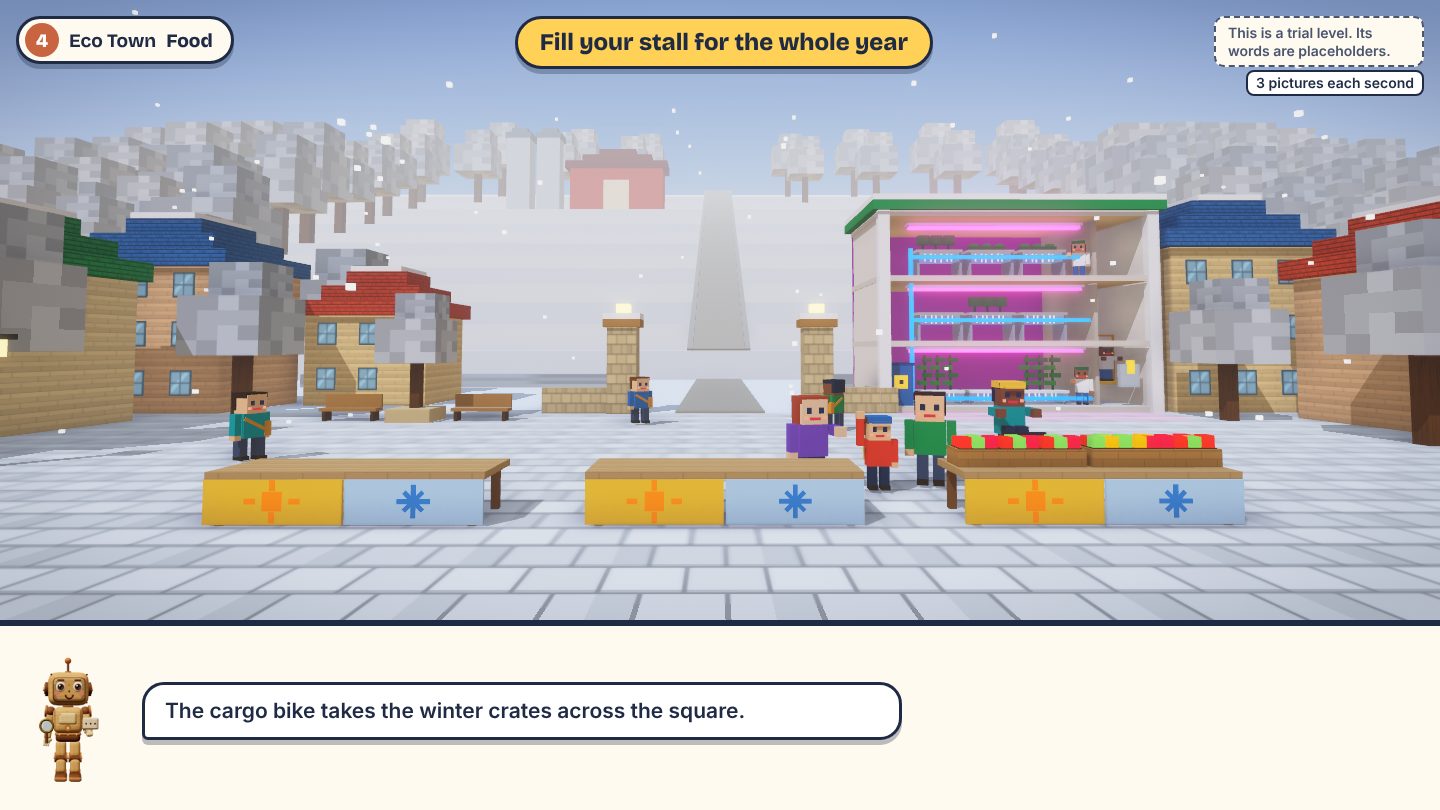 4 Eco Town Food
Fill your stall for the whole year
This is a trial level. Its
words are placeholders.
3 pictures each second
The cargo bike takes the winter crates across the square.